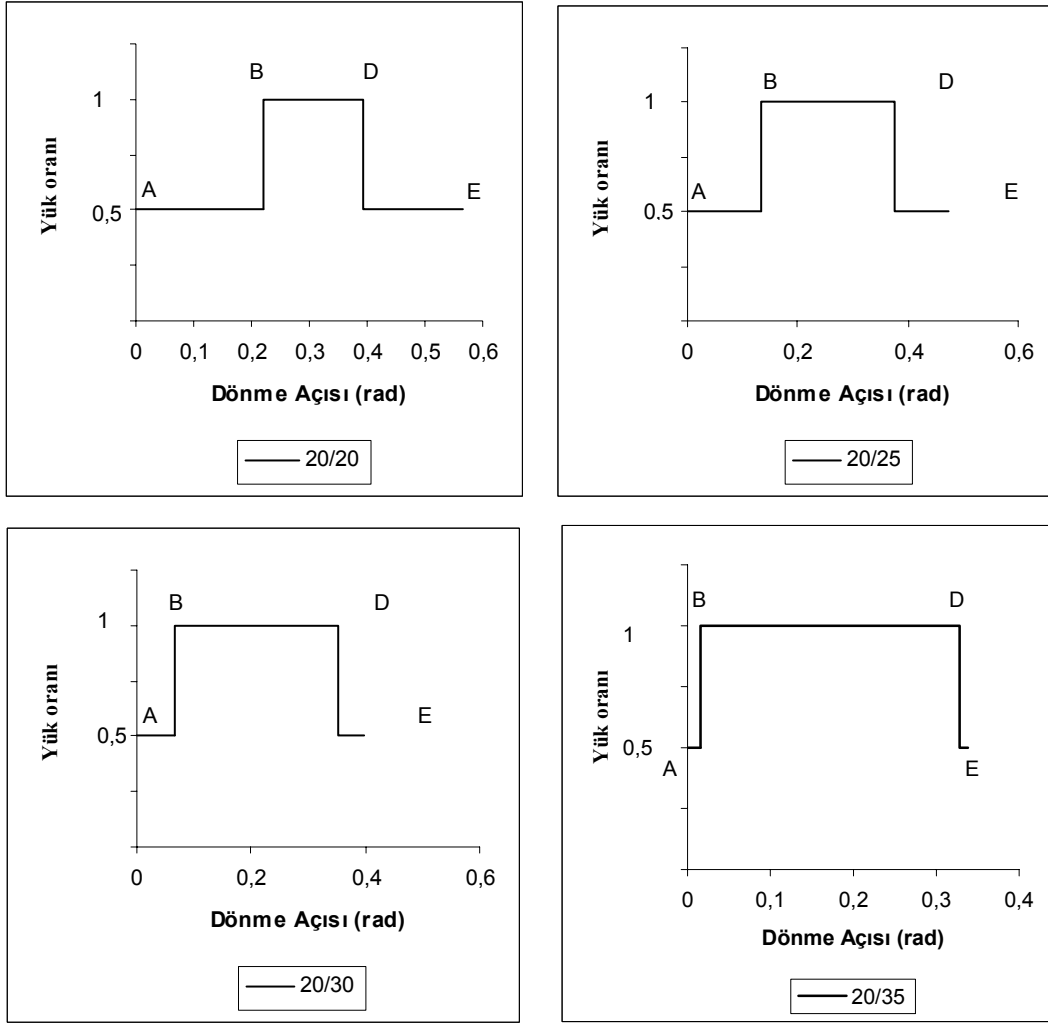 B
D
1
Yük oranı
A
E
0,5
0 0,1 0,2 0,3 0,4 0,5 0,6
Dönme Açısı (rad)
20/20
B
D
1
Yük oranı
A
E
0,5
0 0,2 0,4 0,6
Dönme Açısı (rad)
20/25
B
D
1
Yük oranı
A
E
0,5
0 0,2 0,4 0,6
Dönme Açısı (rad)
20/30
B
D
1
Yük oranı
0,5
A
E
0 0,1 0,2 0,3 0,4
Dönme Açısı (rad)
20/35